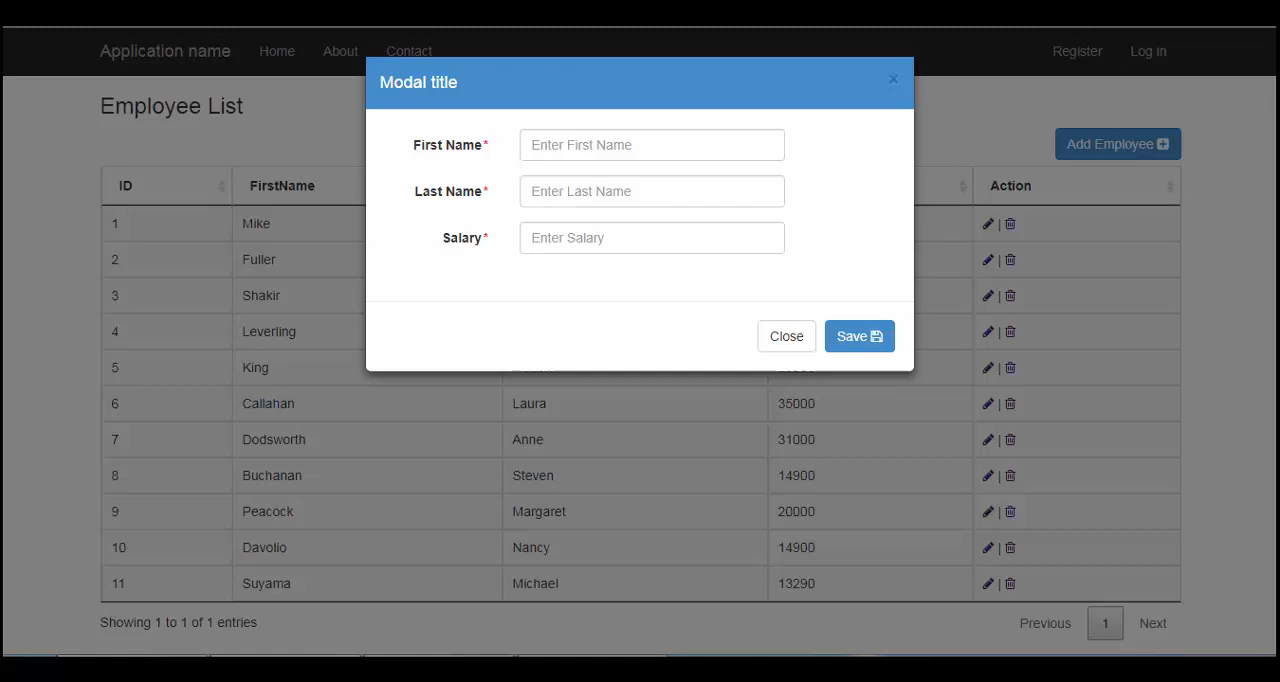 Application name Home About Contact Register Log in
Modal title ×
Employee List
First Name* Enter First Name
Add Employee
Last Name* Enter Last Name
Salary* Enter Salary
Close Save
ID FirstName Action
1 Mike |
2 Fuller |
3 Shakir |
4 Leverling |
5 King |
6 Callahan Laura 35000 |
7 Dodsworth Anne 31000 |
8 Buchanan Steven 14900 |
9 Peacock Margaret 20000 |
10 Davolio Nancy 14900 |
11 Suyama Michael 13290 |
Showing 1 to 1 of 1 entries Previous 1 Next